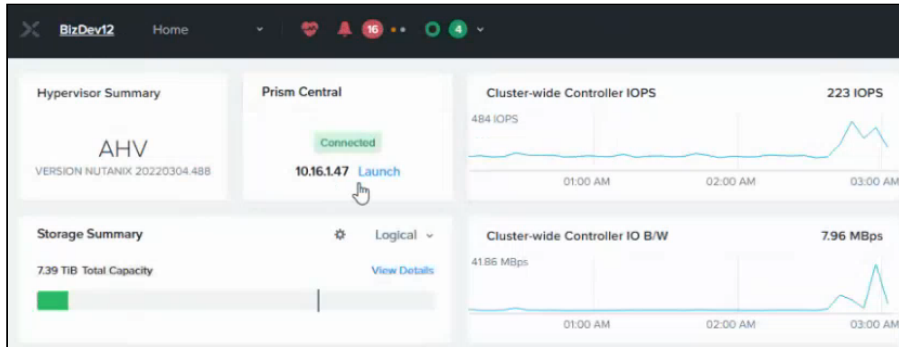 BizDev12 Home 16 4
Hypervisor Summary
AHV
VERSION NUTANIX 20220304.488
Prism Central
Connected
10.16.1.47 Launch
Cluster-wide Controller IOPS 223 IOPS
484 IOPS
01:00 AM 02:00 AM 03:00 AM
Storage Summary Logical
7.39 TiB Total Capacity View Details
Cluster-wide Controller IO B/W 7.96 MBps
41.86 MBps
01:00 AM 02:00 AM 03:00 AM